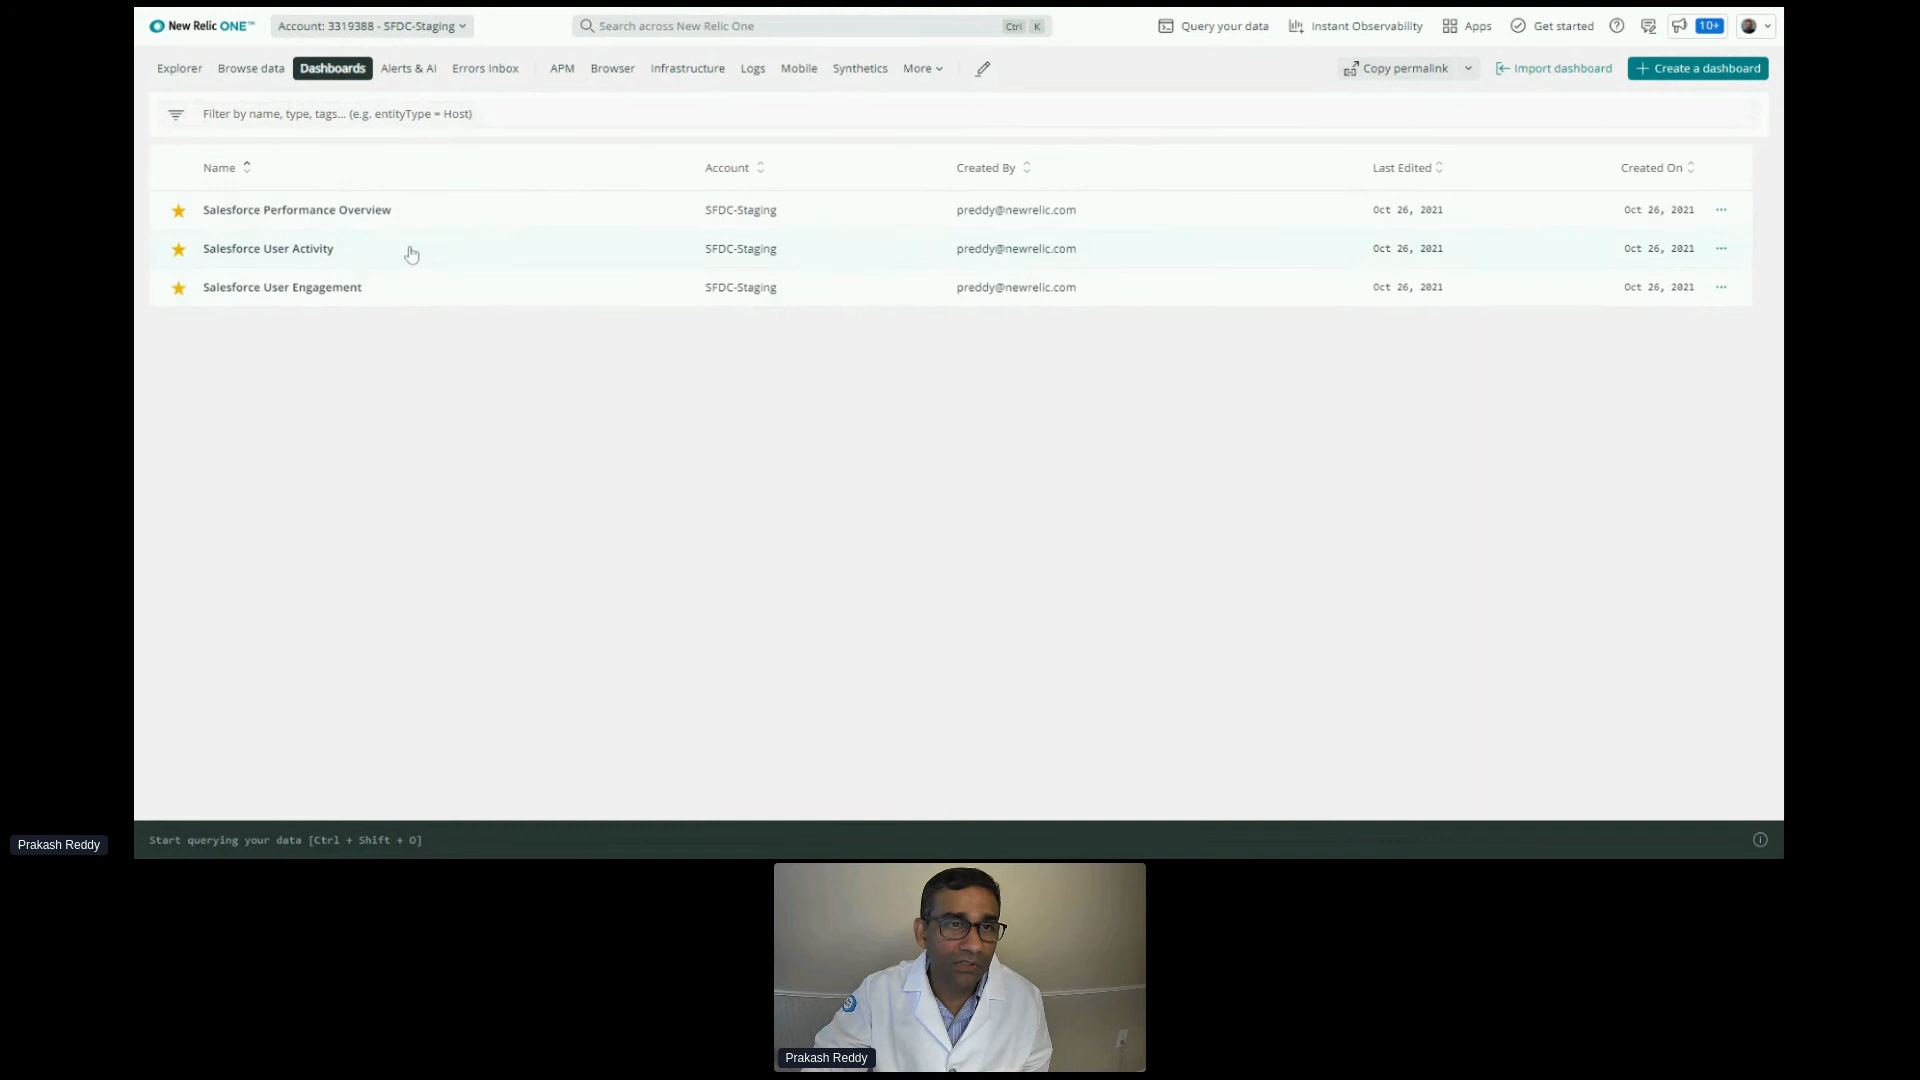 New Relic ONE™ Account: 3319388 - SFDC-Staging Search across New Relic One Ctrl K Query your data Instant Observability Apps Get started 10+
Explorer Browse data Dashboards Alerts & AI Errors Inbox APM Browser Infrastructure Logs Mobile Synthetics More Copy permalink Import dashboard + Create a dashboard
Filter by name, type, tags... (e.g. entityType = Host)
Name Account Created By Last Edited Created On
Salesforce Performance Overview SFDC-Staging preddy@newrelic.com Oct 26, 2021 Oct 26, 2021 ...
Salesforce User Activity SFDC-Staging preddy@newrelic.com Oct 26, 2021 Oct 26, 2021 ...
Salesforce User Engagement SFDC-Staging preddy@newrelic.com Oct 26, 2021 Oct 26, 2021 ...
Start querying your data [Ctrl + Shift + O]
Prakash Reddy
Prakash Reddy